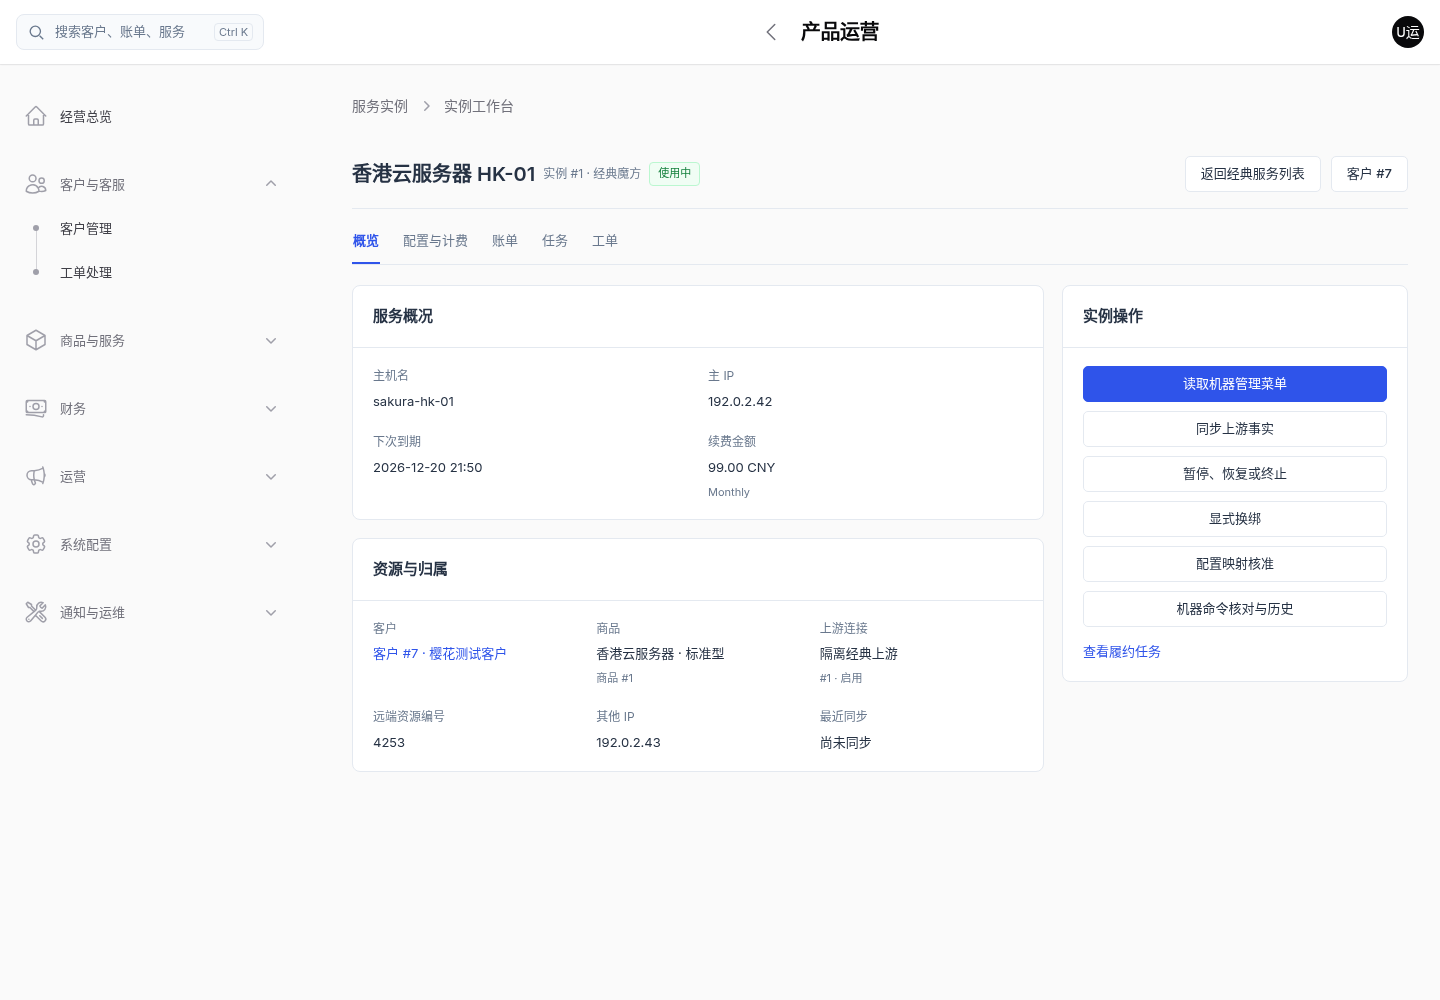 搜索客户、账单、服务 Ctrl K
产品运营
U运
经营总览
客户与客服
客户管理
工单处理
商品与服务
财务
运营
系统配置
通知与运维
服务实例 > 实例工作台
香港云服务器 HK-01 实例 #1 · 经典魔方 使用中
返回经典服务列表 客户 #7
概览 配置与计费 账单 任务 工单
服务概况
主机名 主 IP
sakura-hk-01 192.0.2.42
下次到期 续费金额
2026-12-20 21:50 99.00 CNY
Monthly
资源与归属
客户 商品 上游连接
客户 #7 · 樱花测试客户 香港云服务器 · 标准型 隔离经典上游
商品 #1 #1 · 启用
远端资源编号 其他 IP 最近同步
4253 192.0.2.43 尚未同步
实例操作
读取机器管理菜单
同步上游事实
暂停、恢复或终止
显式换绑
配置映射核准
机器命令核对与历史
查看履约任务